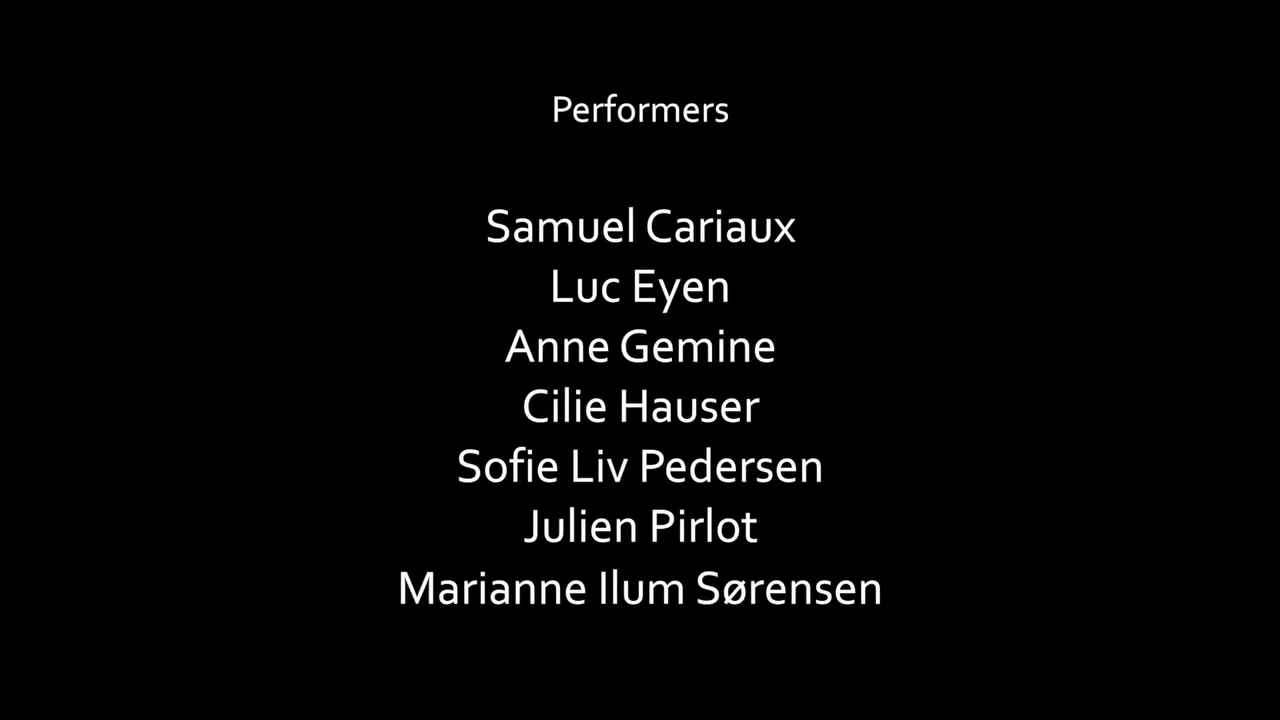 Performers
Samuel Cariaux
Luc Eyen
Anne Gemine
Cilie Hauser
Sofie Liv Pedersen
Julien Pirlot
Marianne Ilum Sørensen